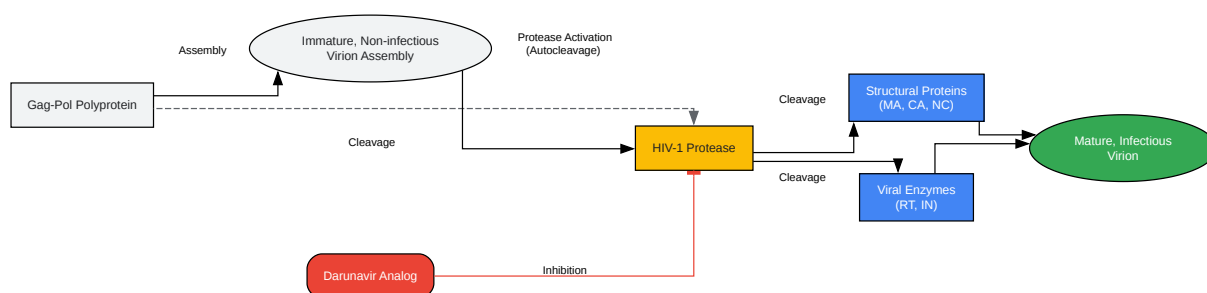 Assembly
Immature, Non-infectious
Virion Assembly
Protease Activation
(Autocleavage)
Gag-Pol Polyprotein
Cleavage
HIV-1 Protease
Cleavage
Structural Proteins
(MA, CA, NC)
Cleavage
Viral Enzymes
(RT, IN)
Mature, Infectious
Virion
Darunavir Analog
Inhibition